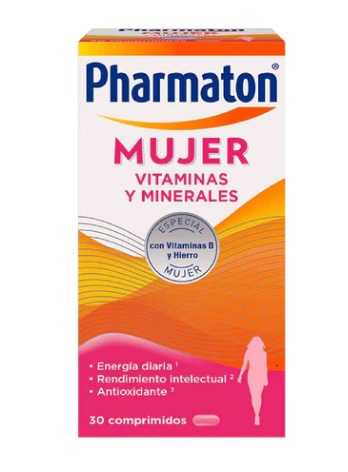 Pharmaton®
MUJER
VITAMINAS
Y MINERALES
ESPECIAL
con Vitaminas B
y Hierro
MUJER
• Energía diaria ¹
• Rendimiento intelectual ²
• Antioxidante ³
30 comprimidos